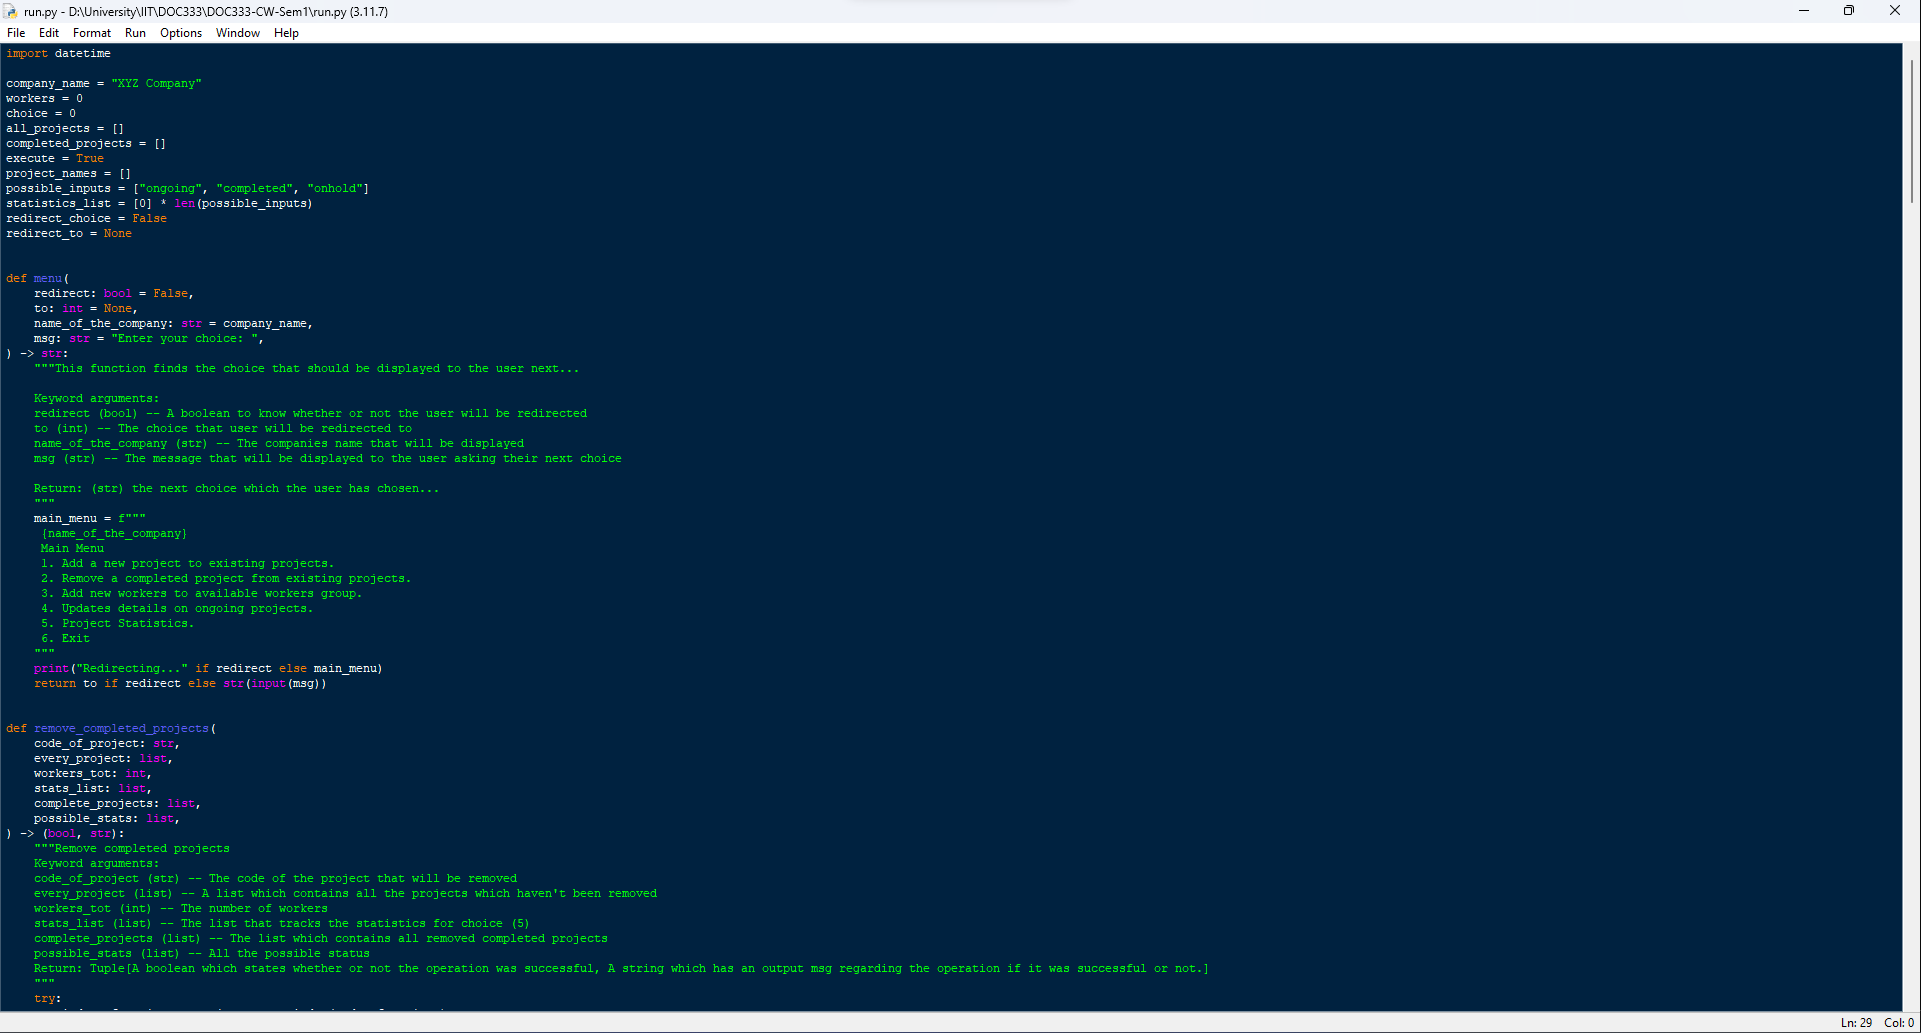 run.py - D:\University\IIT\DOC333\DOC333-CW-Sem1\run.py (3.11.7)
File Edit Format Run Options Window Help
import datetime

company_name = "XYZ Company"
workers = 0
choice = 0
all_projects = []
completed_projects = []
execute = True
project_names = []
possible_inputs = ["ongoing", "completed", "onhold"]
statistics_list = [0] * len(possible_inputs)
redirect_choice = False
redirect_to = None


def menu(
    redirect: bool = False,
    to: int = None,
    name_of_the_company: str = company_name,
    msg: str = "Enter your choice: ",
) -> str:
    """This function finds the choice that should be displayed to the user next...

    Keyword arguments:
    redirect (bool) -- A boolean to know whether or not the user will be redirected
    to (int) -- The choice that user will be redirected to
    name_of_the_company (str) -- The companies name that will be displayed
    msg (str) -- The message that will be displayed to the user asking their next choice

    Return: (str) the next choice which the user has chosen...
    """
    main_menu = f"""
     {name_of_the_company}
     Main Menu
     1. Add a new project to existing projects.
     2. Remove a completed project from existing projects.
     3. Add new workers to available workers group.
     4. Updates details on ongoing projects.
     5. Project Statistics.
     6. Exit
    """
    print("Redirecting..." if redirect else main_menu)
    return to if redirect else str(input(msg))


def remove_completed_projects(
    code_of_project: str,
    every_project: list,
    workers_tot: int,
    stats_list: list,
    complete_projects: list,
    possible_stats: list,
) -> (bool, str):
    """Remove completed projects
    Keyword arguments:
    code_of_project (str) -- The code of the project that will be removed
    every_project (list) -- A list which contains all the projects which haven't been removed
    workers_tot (int) -- The number of workers
    stats_list (list) -- The list that tracks the statistics for choice (5)
    complete_projects (list) -- The list which contains all removed completed projects
    possible_stats (list) -- All the possible status
    Return: Tuple[A boolean which states whether or not the operation was successful, A string which has an output msg regarding the operation if it was successful or not.]
    """
    try:
Ln: 29 Col: 0